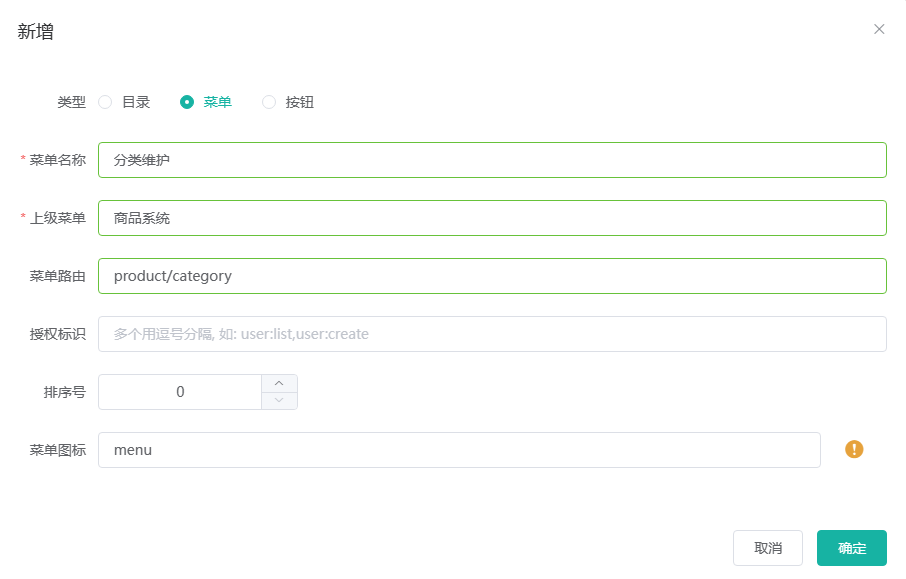 新增
类型 目录 菜单 按钮
* 菜单名称 分类维护
* 上级菜单 商品系统
菜单路由 product/category
授权标识 多个用逗号分隔, 如: user:list,user:create
排序号 0
菜单图标 menu
取消 确定